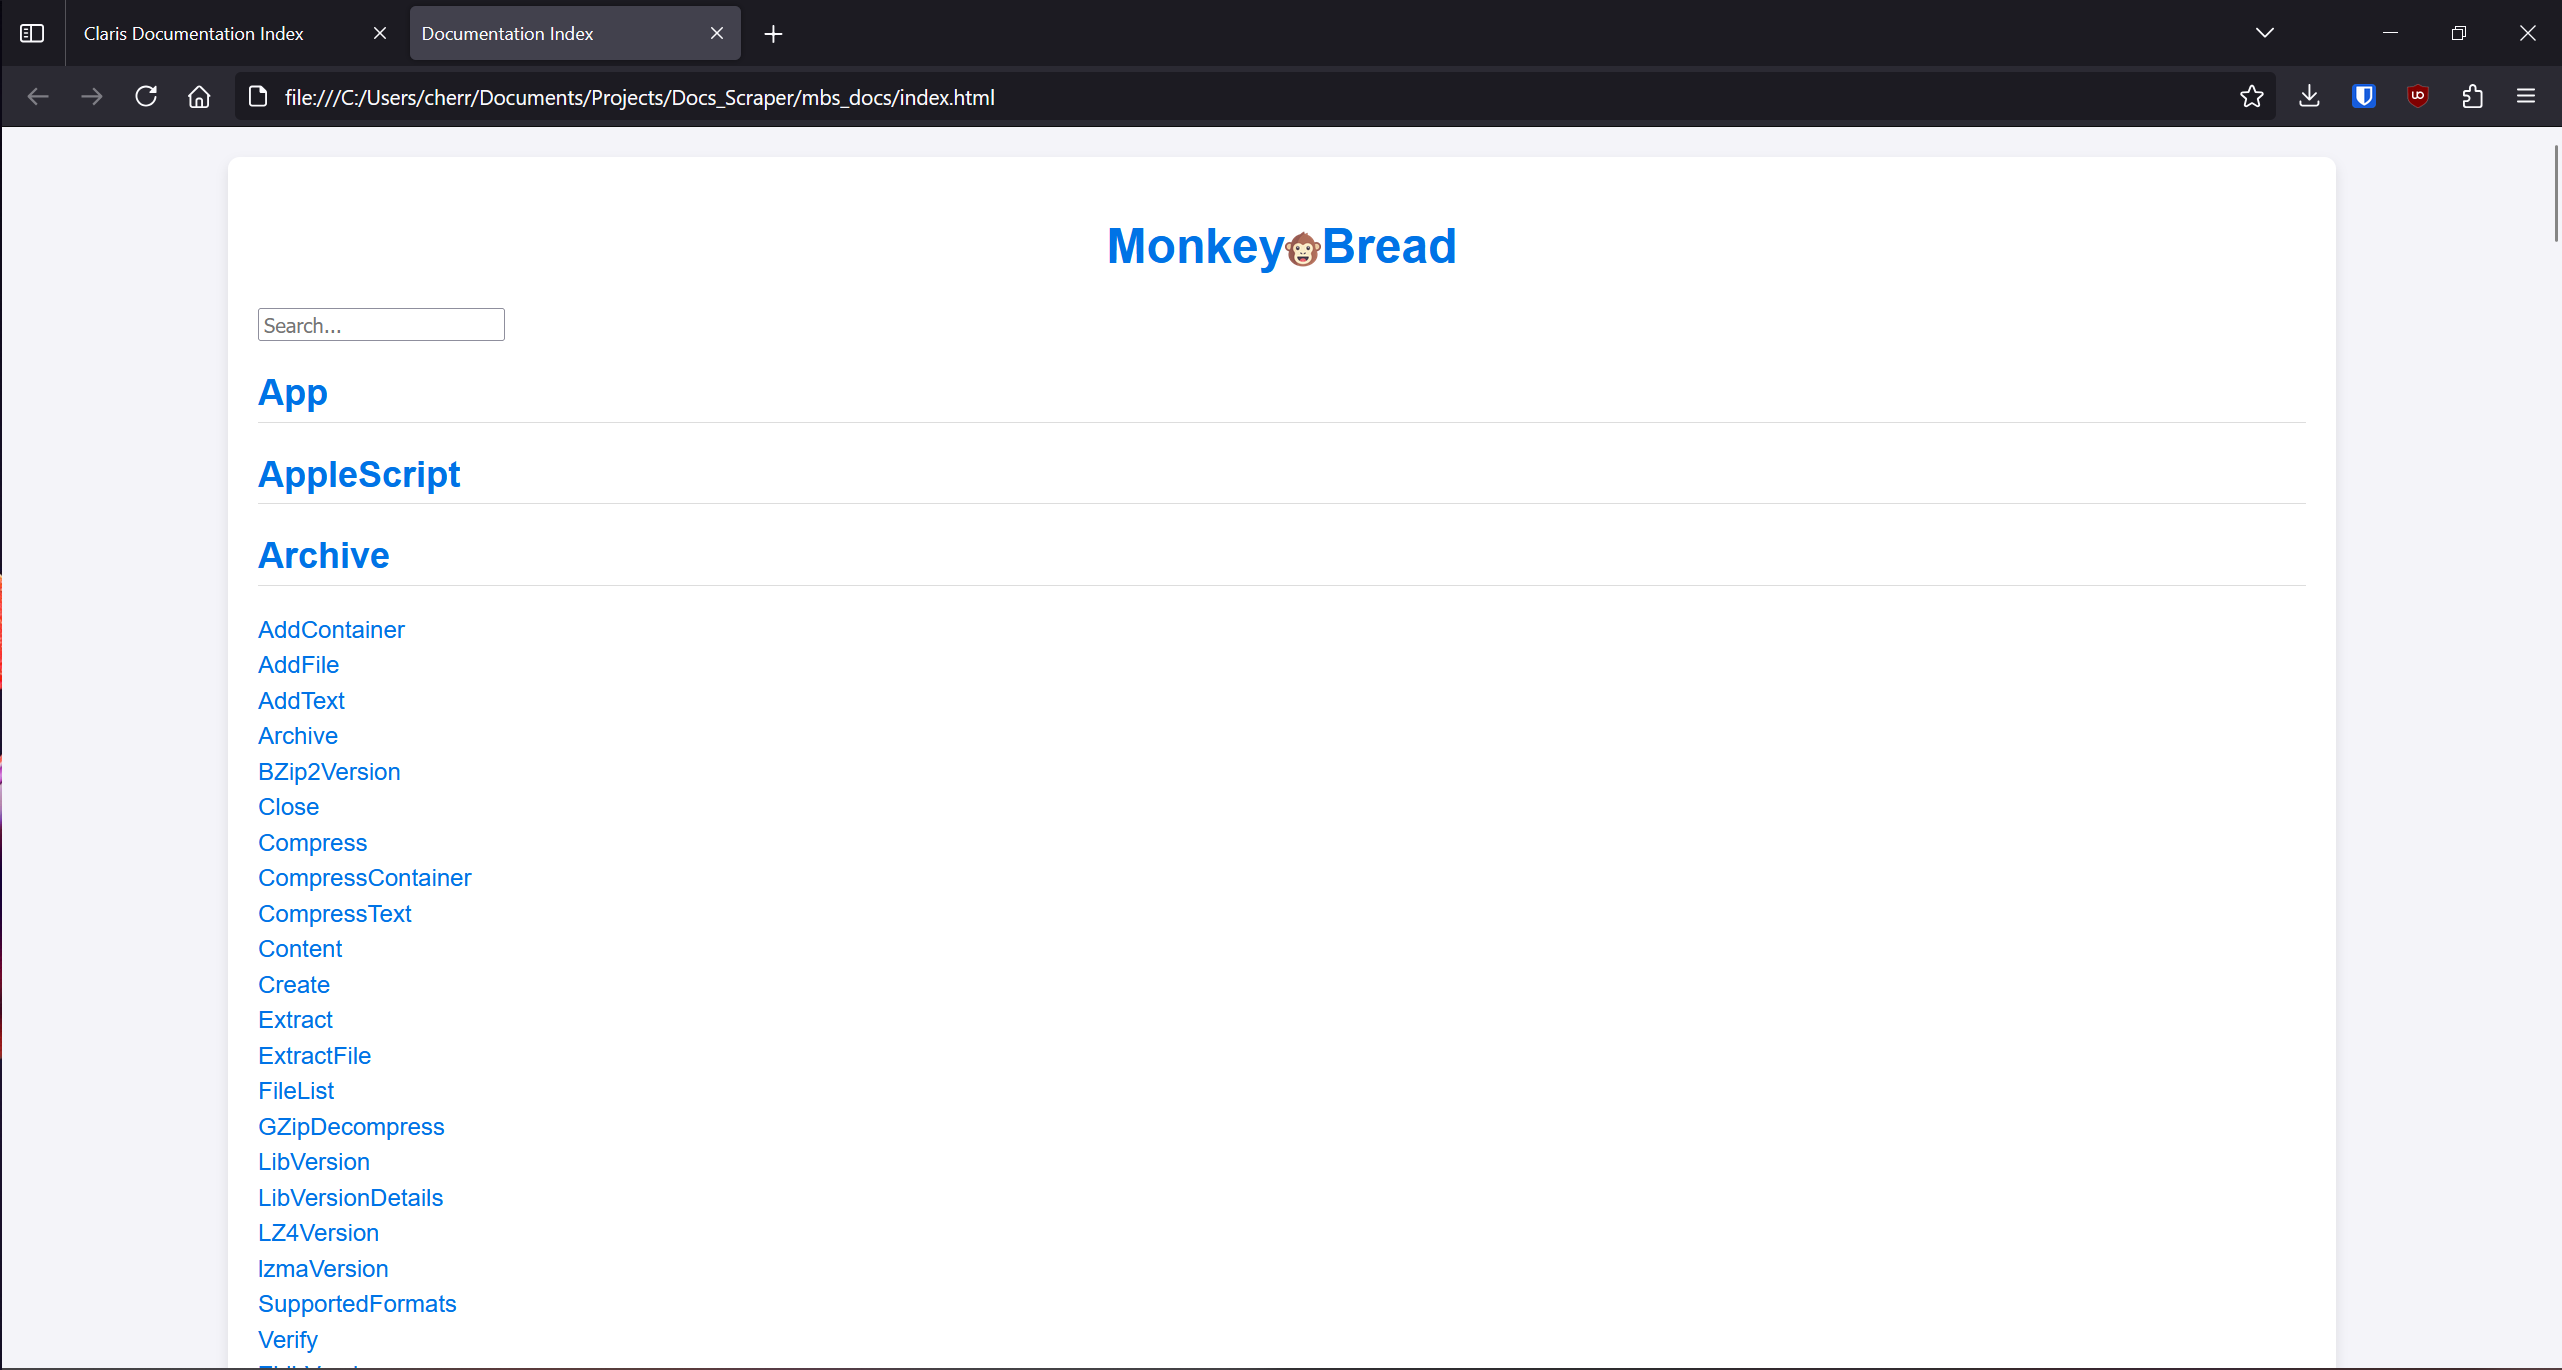 Claris Documentation Index
Documentation Index
file:///C:/Users/cherr/Documents/Projects/Docs_Scraper/mbs_docs/index.html
Monkey🐵Bread
Search...
App
AppleScript
Archive
AddContainer
AddFile
AddText
Archive
BZip2Version
Close
Compress
CompressContainer
CompressText
Content
Create
Extract
ExtractFile
FileList
GZipDecompress
LibVersion
LibVersionDetails
LZ4Version
lzmaVersion
SupportedFormats
Verify